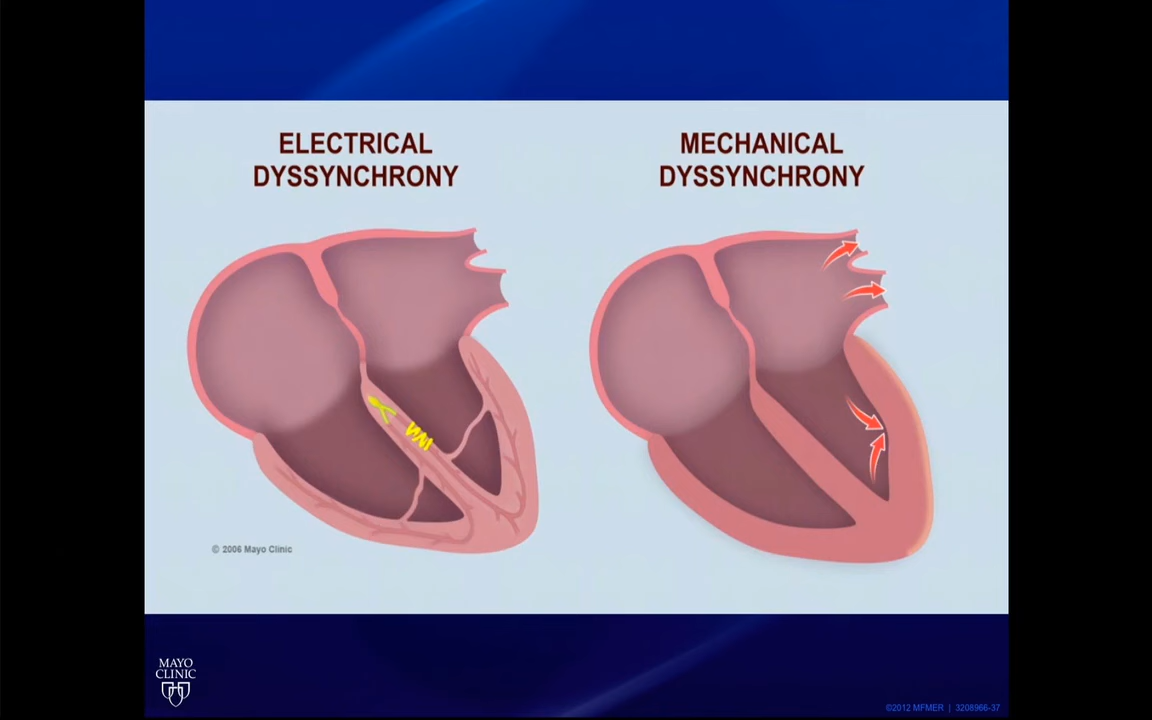 ELECTRICAL
DYSSYNCHRONY
MECHANICAL
DYSSYNCHRONY
© 2006 Mayo Clinic
MAYO
CLINIC
©2012 MFMER | 3208966-37